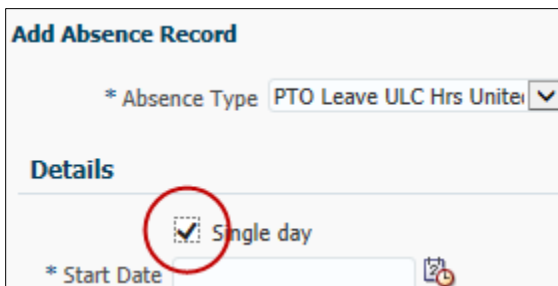 Add Absence Record
* Absence Type PTO Leave ULC Hrs Unite
Details
Single day
* Start Date